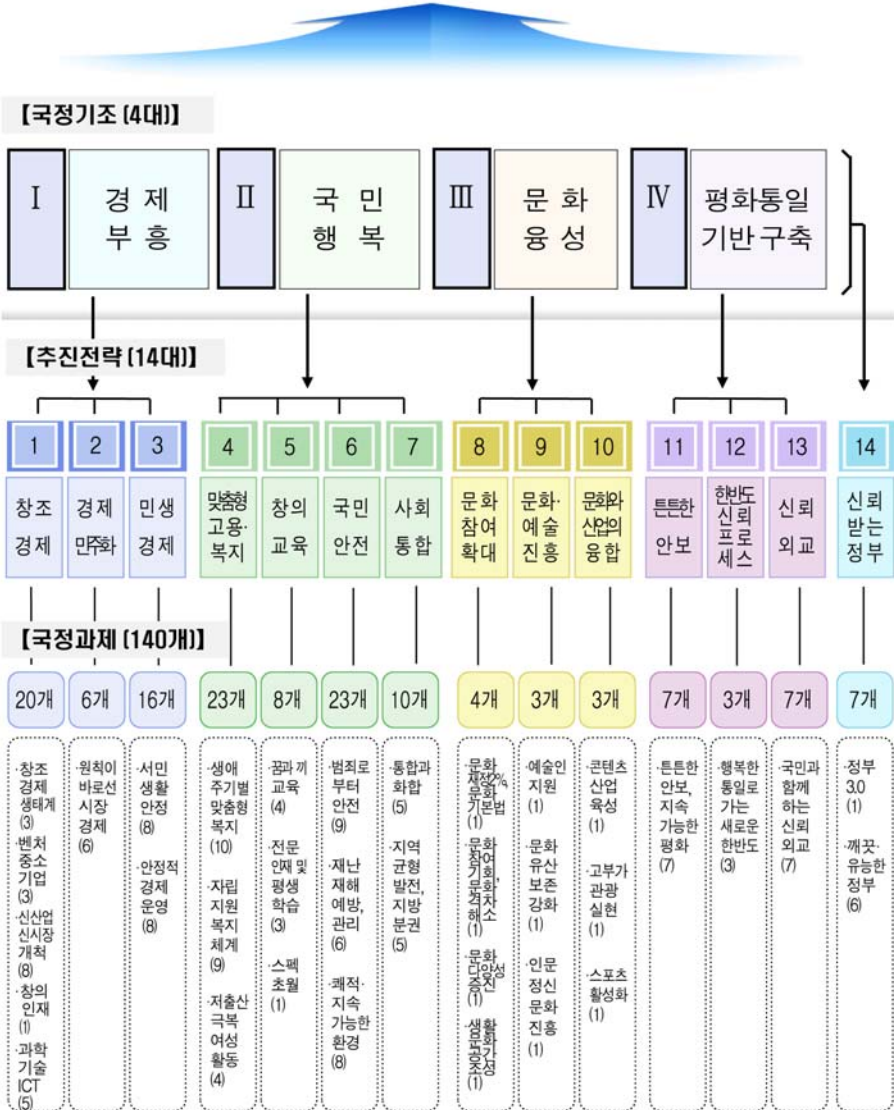 【국정기조 (4대)】
Ⅰ
경 제
부 흥
Ⅱ
국 민
행 복
Ⅲ
문 화
융 성
Ⅳ
평화통일
기반 구축
【추진전략 (14대)】
1
2
3
4
5
6
7
8
9
10
11
12
13
14
창조
경제
경제
민주화
민생
경제
맞춤형
고용·
복지
창의
교육
국민
안전
사회
통합
문화
참여
확대
문화·
예술
진흥
문화와
산업의
융합
튼튼한
안보
한반도
신뢰
프로
세스
신뢰
외교
신뢰
받는
정부
【국정과제 (140개)】
20개
6개
16개
23개
8개
23개
10개
4개
3개
3개
7개
3개
7개
7개
·창조
경제
생태계
(3)
·벤처
중소
기업
(3)
·신산업
신시장
개척
(8)
·창의
인재
(1)
·과학
기술
ICT
(5)
·원칙이
바로선
시장
경제
(6)
·서민
생활
안정
(8)
·안정적
경제
운영
(8)
·생애
주기별
맞춤형
복지
(10)
·자립
지원
복지
체계
(9)
·저출산
극복
여성
활동
(4)
·꿈과 끼
교육
(4)
·전문
인재 및
평생
학습
(3)
·스펙
초월
(1)
·범죄로
부터
안전
(9)
·재난
재해
예방,
관리
(6)
·쾌적·
지속
가능한
환경
(8)
·통합과
화합
(5)
·지역
균형
발전,
지방
분권
(5)
·문화
재정2%,
문화
기본법
(1)
·문화
참여
기회,
문화
격차
해소
(1)
·문화
다양성
증진
(1)
·생활
문화
공간
조성
(1)
·예술인
지원
(1)
·문화
유산
보존
강화
(1)
·인문
정신
문화
진흥
(1)
·콘텐츠
산업
육성
(1)
·고부가
관광
실현
(1)
·스포츠
활성화
(1)
·튼튼한
안보,
지속
가능한
평화
(7)
·행복한
통일로
가는
새로운
한반도
(3)
·국민과
함께
하는
신뢰
외교
(7)
·정부
3.0
(1)
·깨끗·
유능한
정부
(6)